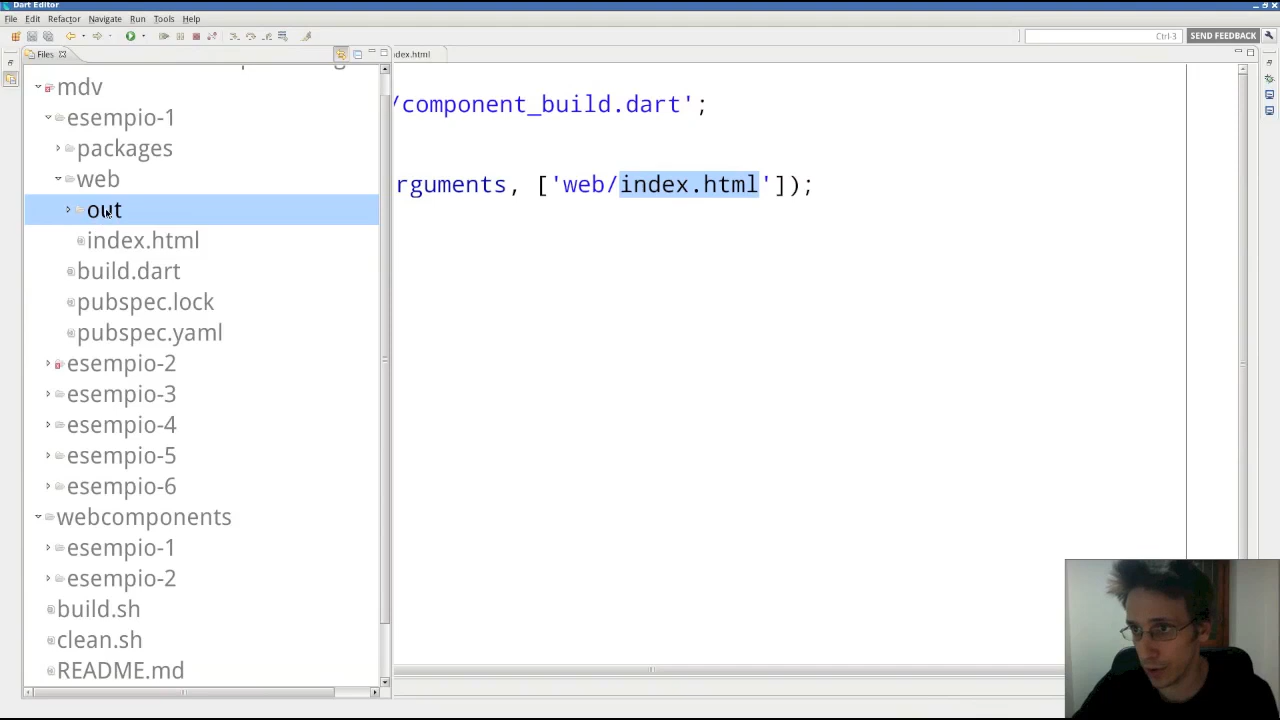 Dart Editor
File Edit Refactor Navigate Run Tools Help
Ctrl-3 SEND FEEDBACK
Files
dex.html
mdv
/component_build.dart';
esempio-1
packages
web
rguments, ['web/index.html']);
out
index.html
build.dart
pubspec.lock
pubspec.yaml
esempio-2
esempio-3
esempio-4
esempio-5
esempio-6
webcomponents
esempio-1
esempio-2
build.sh
clean.sh
README.md